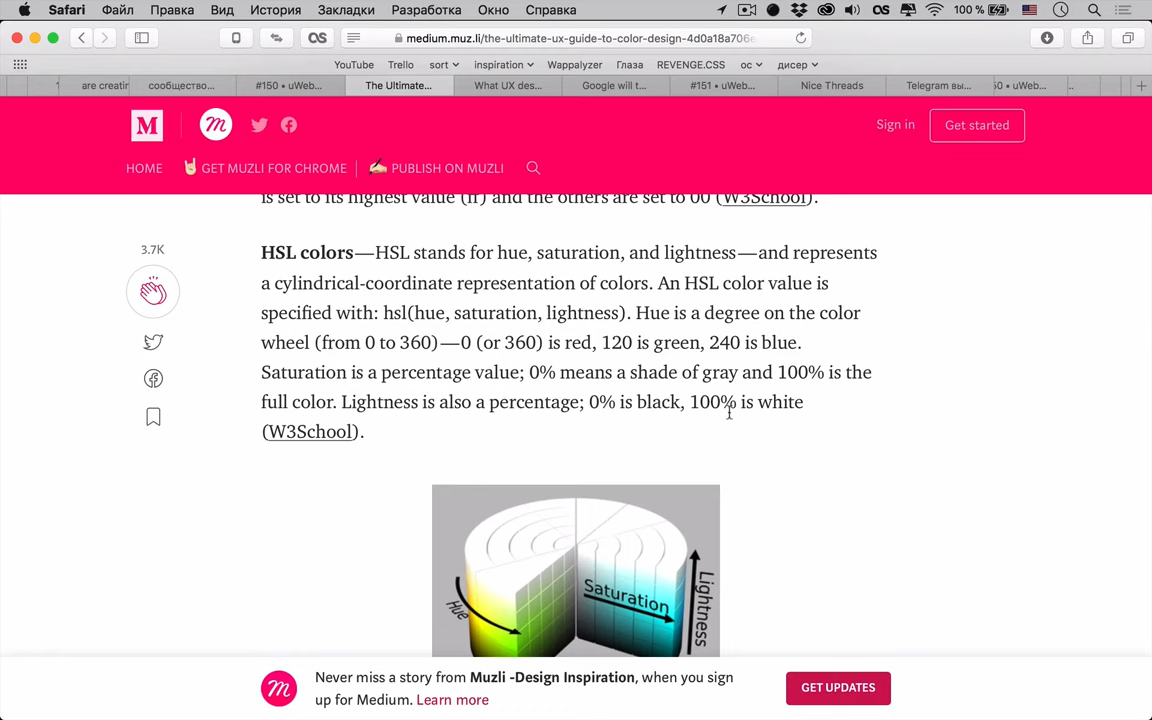 Safari Файл Правка Вид История Закладки Разработка Окно Справка 100 %
medium.muz.li/the-ultimate-ux-guide-to-color-design-4d0a18a706e
YouTube Trello sort inspiration Wappalyzer Глаза REVENGE.CSS ос дисер
are creatin сообщество... #150 • uWeb... The Ultimate... What UX des... Google will t... #151 • uWeb... Nice Threads Telegram вы... 50 • uWeb...
M
Sign in Get started
HOME GET MUZLI FOR CHROME PUBLISH ON MUZLI
is set to its highest value (ff) and the others are set to 00 (W3School).
3.7K
HSL colors—HSL stands for hue, saturation, and lightness—and represents
a cylindrical-coordinate representation of colors. An HSL color value is
specified with: hsl(hue, saturation, lightness). Hue is a degree on the color
wheel (from 0 to 360)—0 (or 360) is red, 120 is green, 240 is blue.
Saturation is a percentage value; 0% means a shade of gray and 100% is the
full color. Lightness is also a percentage; 0% is black, 100% is white
(W3School).
Hue
Saturation
Lightness
Never miss a story from Muzli -Design Inspiration, when you sign
up for Medium. Learn more
GET UPDATES